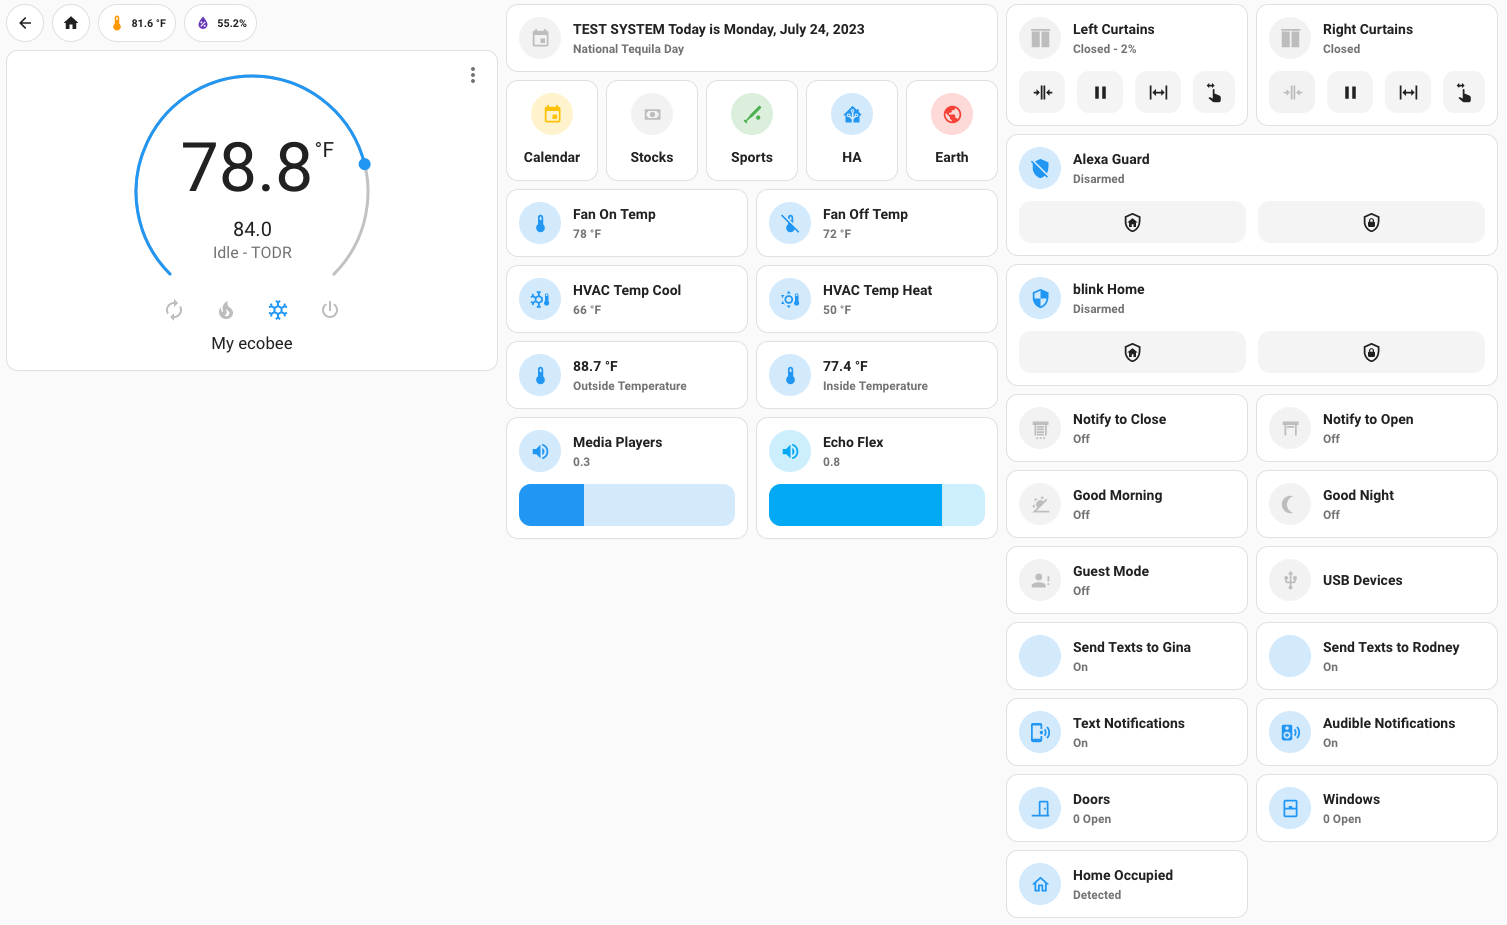 81.6 °F
55.2%
78.8 °F
84.0
Idle - TODR
My ecobee
TEST SYSTEM Today is Monday, July 24, 2023
National Tequila Day
Calendar
Stocks
Sports
HA
Earth
Fan On Temp
78 °F
Fan Off Temp
72 °F
HVAC Temp Cool
66 °F
HVAC Temp Heat
50 °F
88.7 °F
Outside Temperature
77.4 °F
Inside Temperature
Media Players
0.3
Echo Flex
0.8
Left Curtains
Closed - 2%
Right Curtains
Closed
Alexa Guard
Disarmed
blink Home
Disarmed
Notify to Close
Off
Notify to Open
Off
Good Morning
Off
Good Night
Off
Guest Mode
Off
USB Devices
Send Texts to Gina
On
Send Texts to Rodney
On
Text Notifications
On
Audible Notifications
On
Doors
0 Open
Windows
0 Open
Home Occupied
Detected